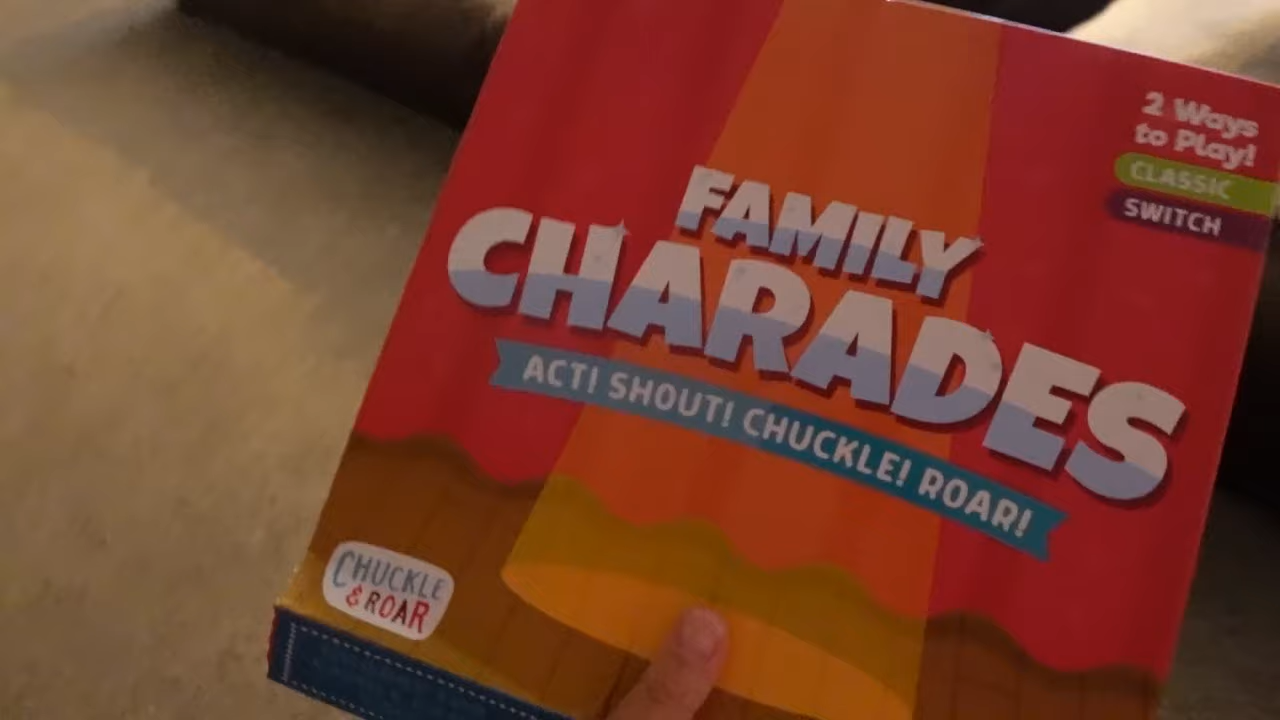 2 Ways
to Play!
CLASSIC
SWITCH
FAMILY
CHARADES
ACT! SHOUT! CHUCKLE! ROAR!
CHUCKLE
& ROAR